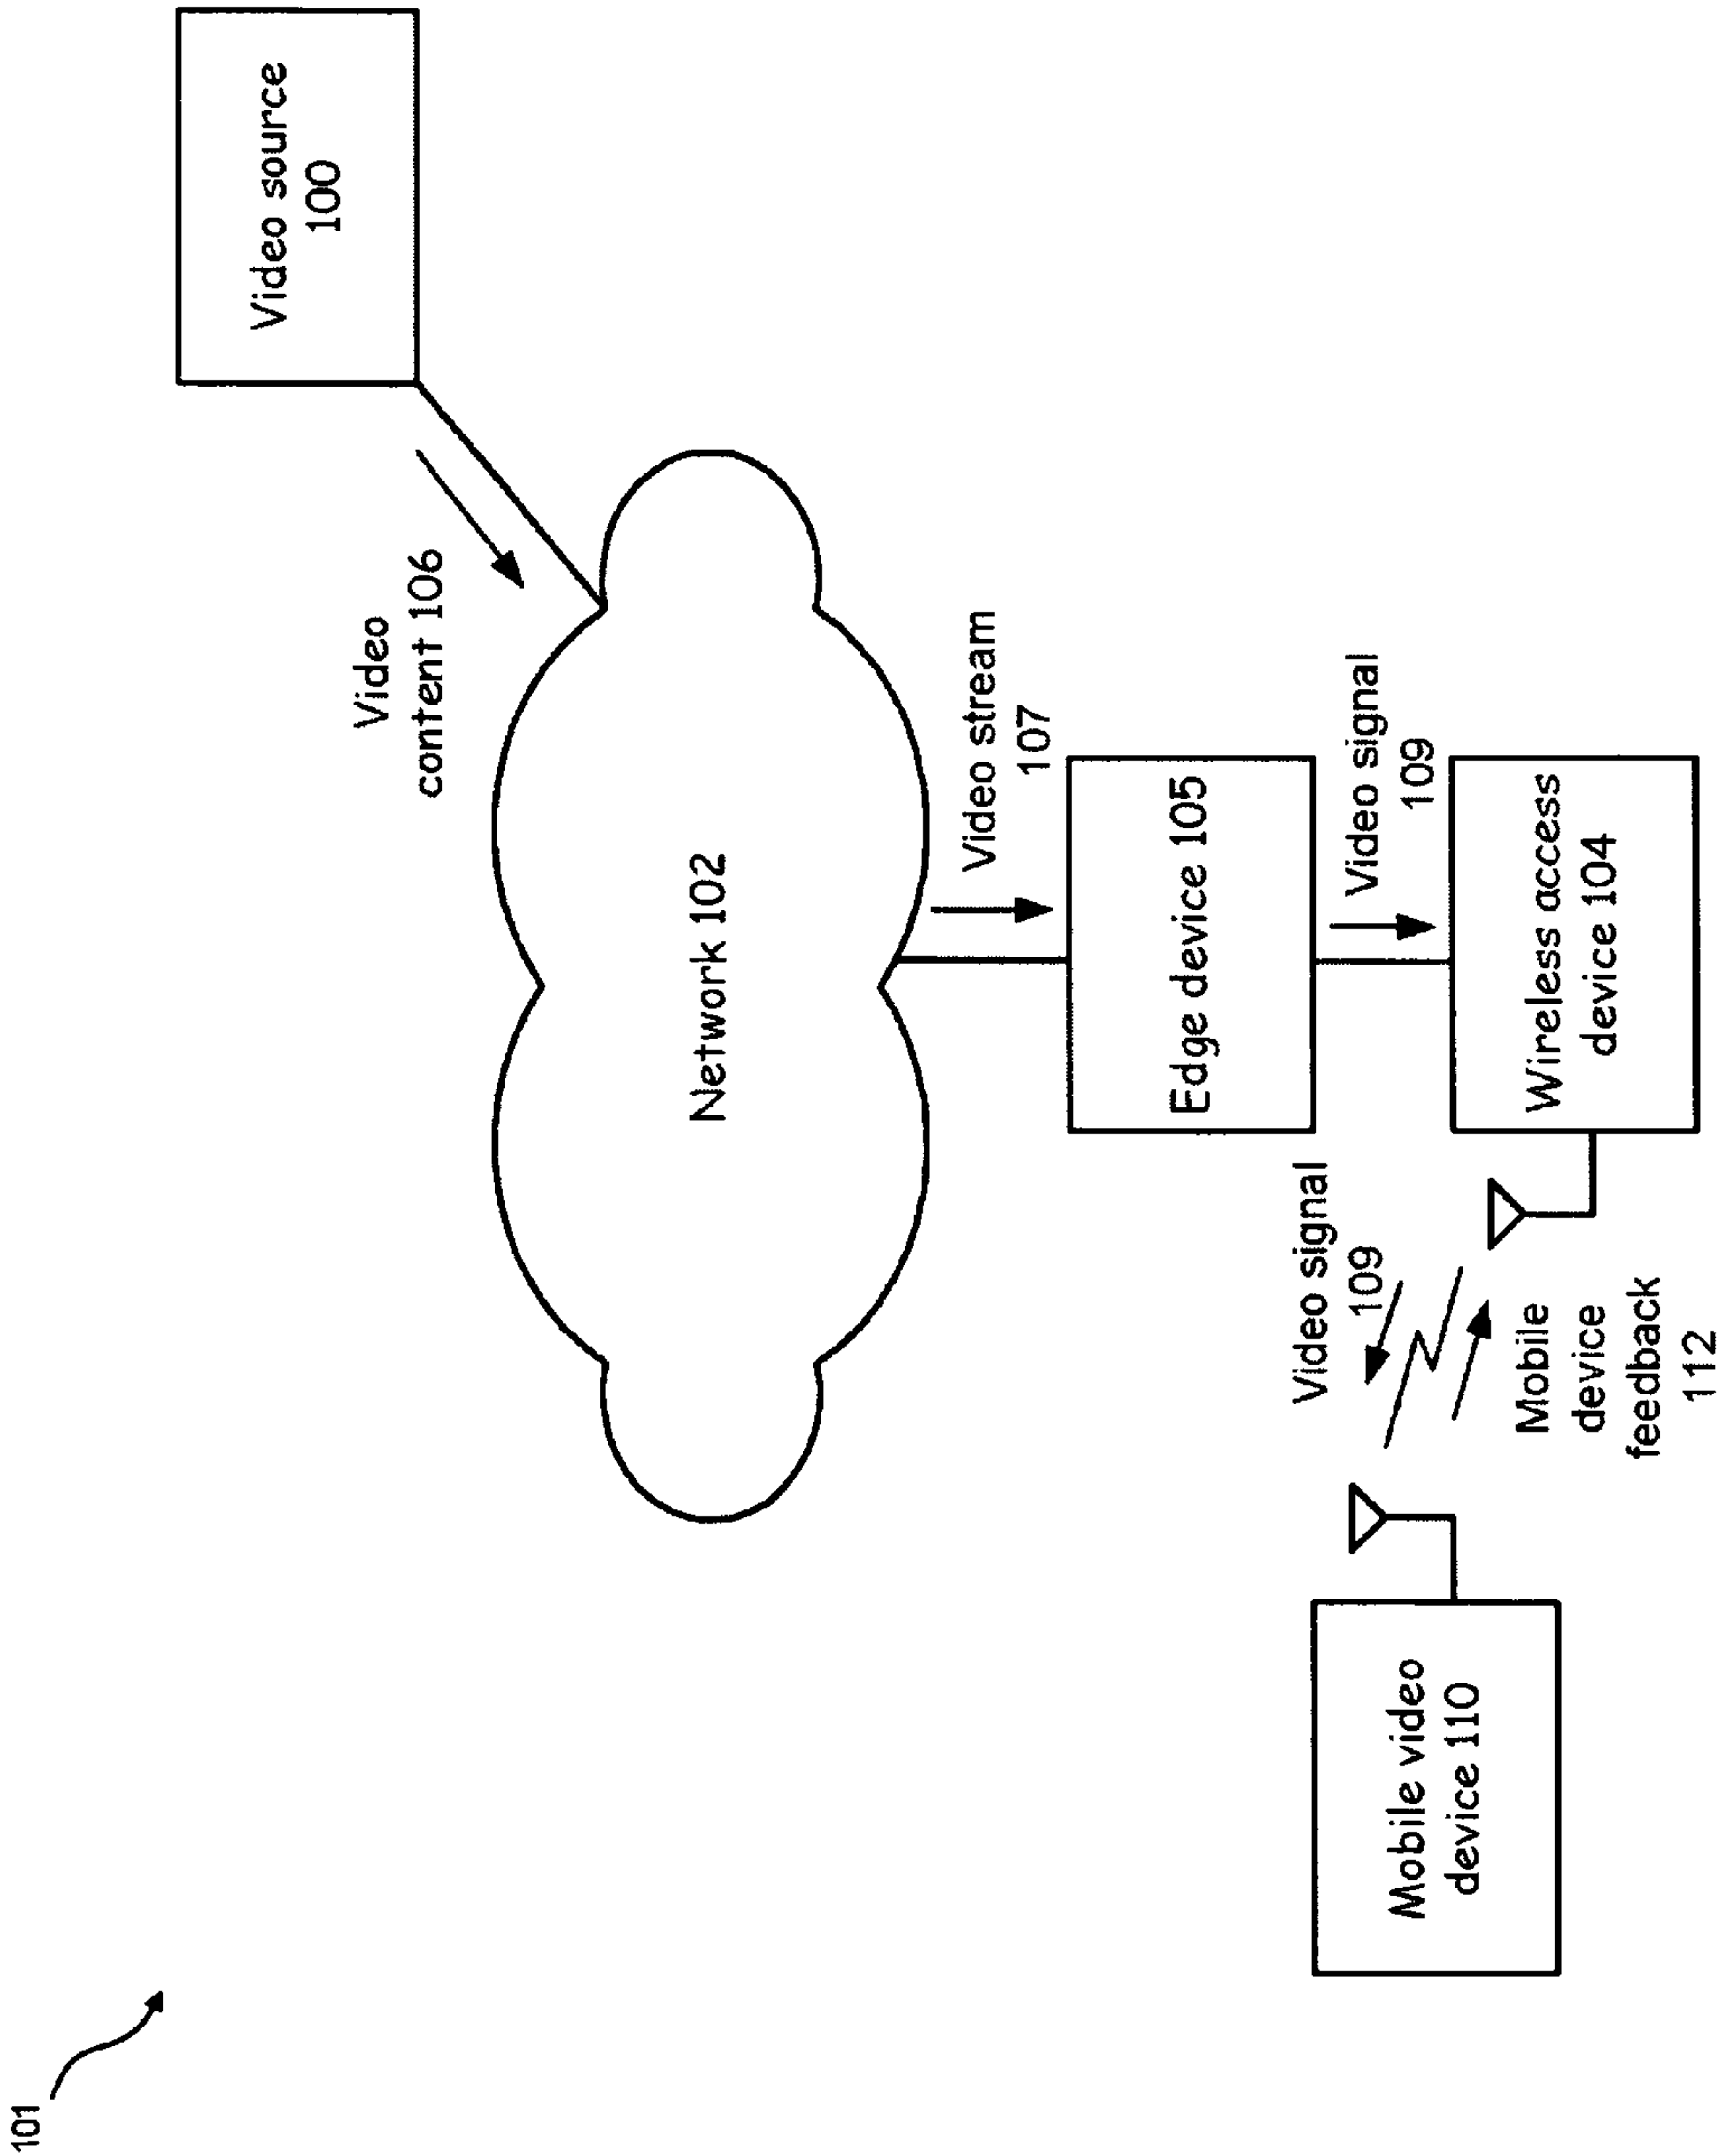 101
Video source
100
Video
content 106
Network 102
Video stream
107
Edge device 105
Video signal
109
Wireless access
device 104
Video signal
109
Mobile
device
feedback
112
Mobile video
device 110